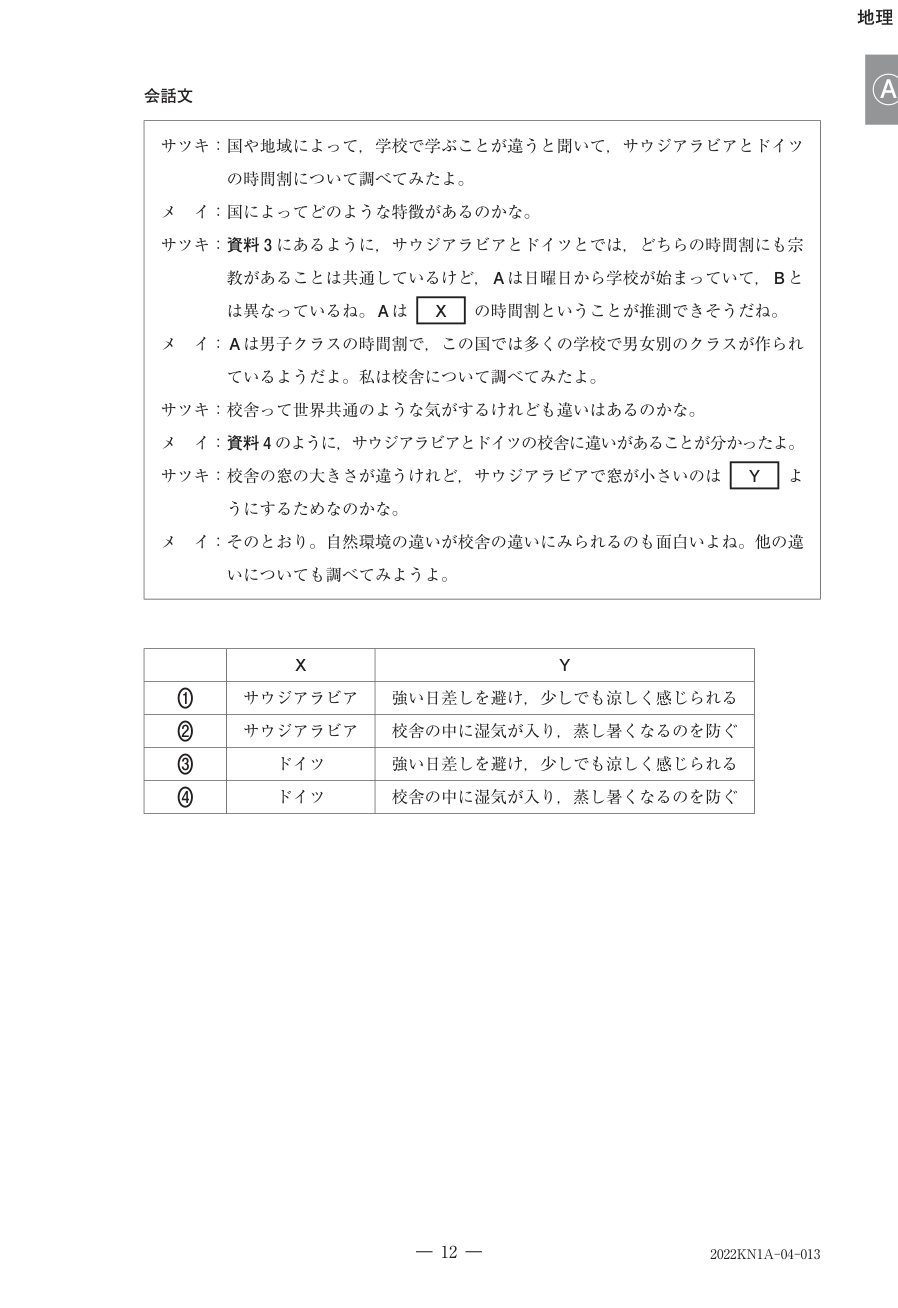 地理
Ⓐ
会話文
サツキ：国や地域によって，学校で学ぶことが違うと聞いて，サウジアラビアとドイツ
の時間割について調べてみたよ。
メ　イ：国によってどのような特徴があるのかな。
サツキ：資料3にあるように，サウジアラビアとドイツとでは，どちらの時間割にも宗
教があることは共通しているけど，Aは日曜日から学校が始まっていて，Bと
は異なっているね。Aは X の時間割ということが推測できそうだね。
メ　イ：Aは男子クラスの時間割で，この国では多くの学校で男女別のクラスが作られ
ているようだよ。私は校舎について調べてみたよ。
サツキ：校舎って世界共通のような気がするけれども違いはあるのかな。
メ　イ：資料4のように，サウジアラビアとドイツの校舎に違いがあることが分かったよ。
サツキ：校舎の窓の大きさが違うけれど，サウジアラビアで窓が小さいのは Y よ
うにするためなのかな。
メ　イ：そのとおり。自然環境の違いが校舎の違いにみられるのも面白いよね。他の違
いについても調べてみようよ。
X Y
① サウジアラビア 強い日差しを避け，少しでも涼しく感じられる
② サウジアラビア 校舎の中に湿気が入り，蒸し暑くなるのを防ぐ
③ ドイツ 強い日差しを避け，少しでも涼しく感じられる
④ ドイツ 校舎の中に湿気が入り，蒸し暑くなるのを防ぐ
— 12 —
2022KN1A-04-013